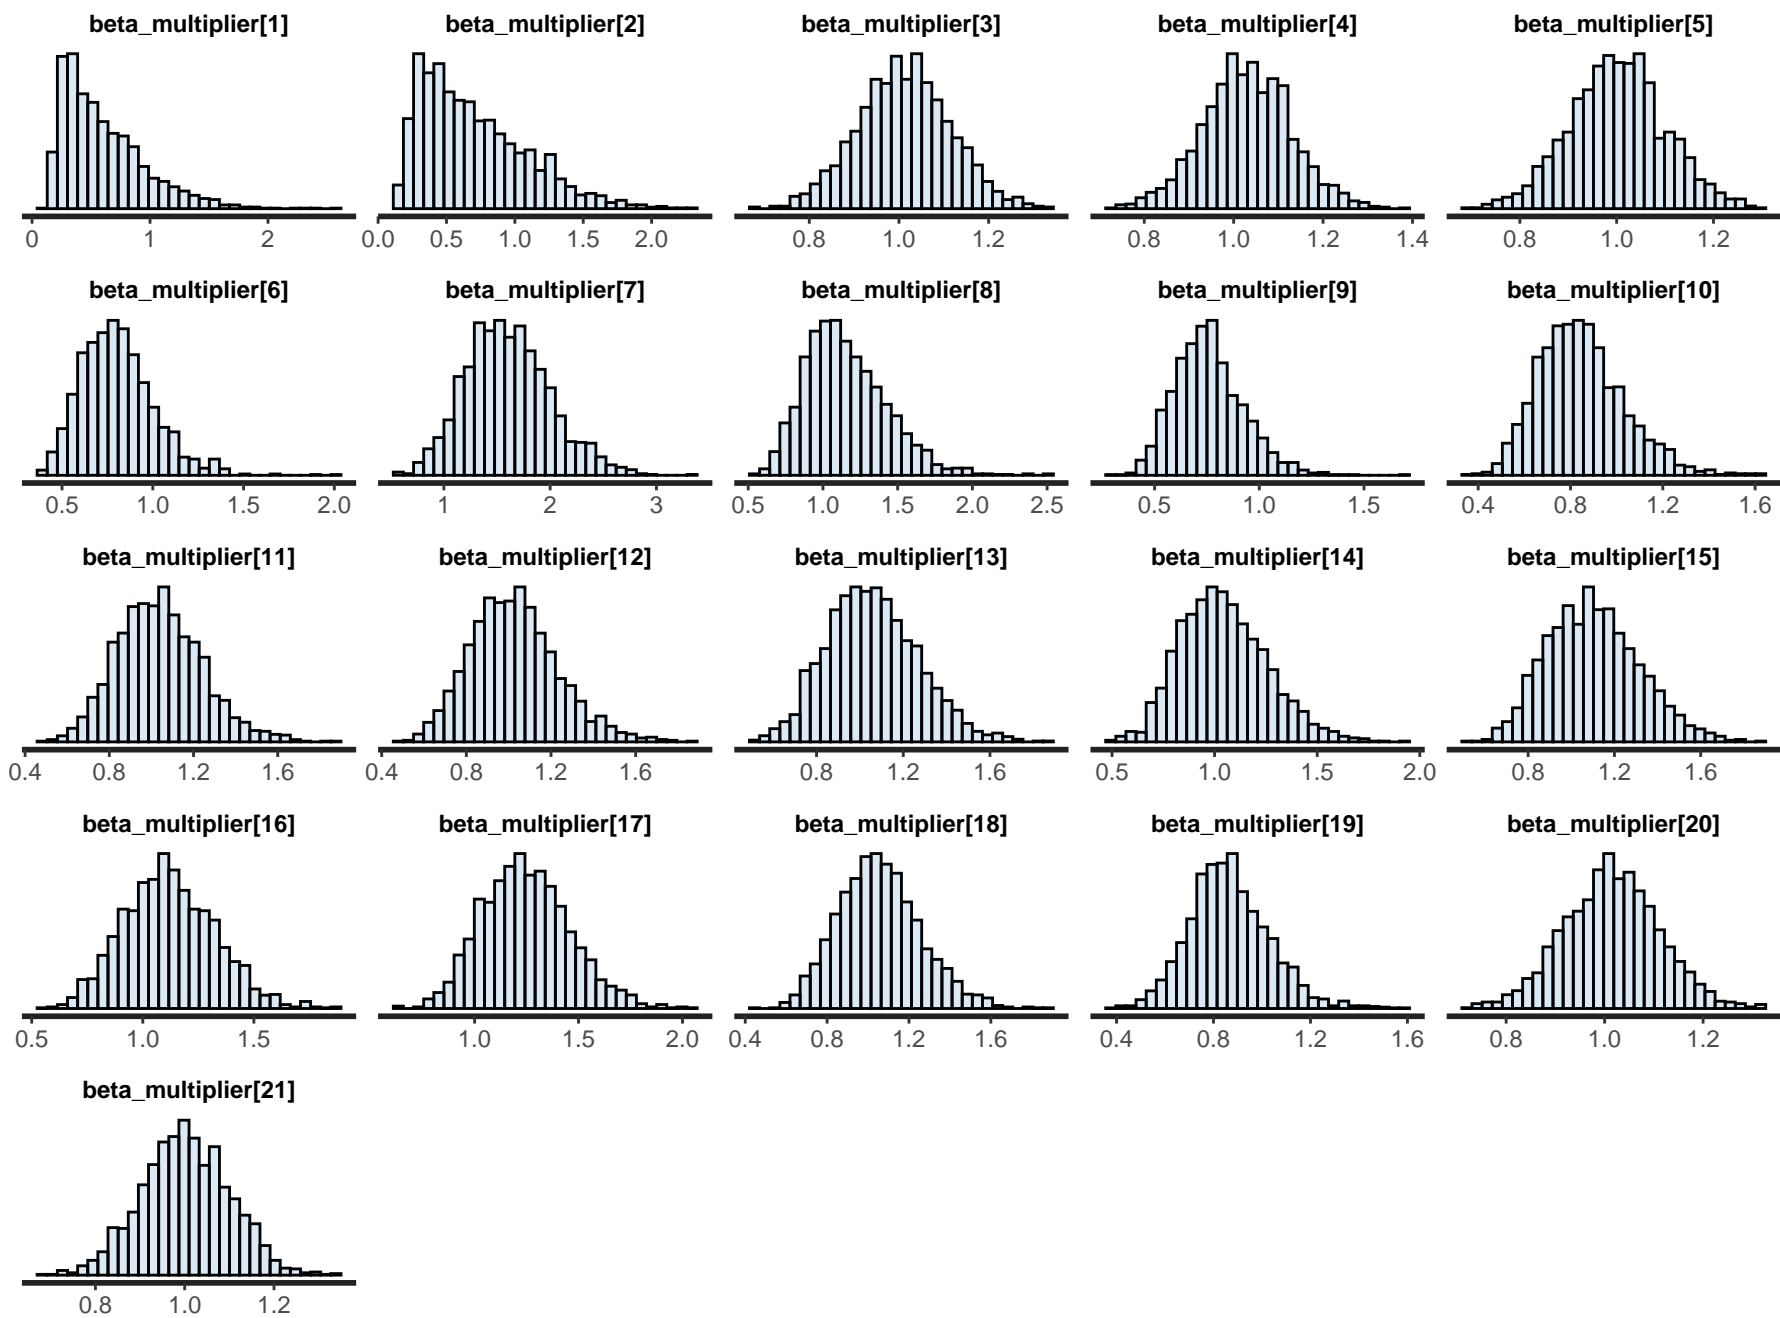 beta_multiplier[1] beta_multiplier[2] beta_multiplier[3] beta_multiplier[4] beta_multiplier[5]
0 1 2 0.0 0.5 1.0 1.5 2.0 0.8 1.0 1.2 0.8 1.0 1.2 1.4 0.8 1.0 1.2
beta_multiplier[6] beta_multiplier[7] beta_multiplier[8] beta_multiplier[9] beta_multiplier[10]
0.5 1.0 1.5 2.0 1 2 3 0.5 1.0 1.5 2.0 2.5 0.5 1.0 1.5 0.4 0.8 1.2 1.6
beta_multiplier[11] beta_multiplier[12] beta_multiplier[13] beta_multiplier[14] beta_multiplier[15]
0.4 0.8 1.2 1.6 0.4 0.8 1.2 1.6 0.8 1.2 1.6 0.5 1.0 1.5 2.0 0.8 1.2 1.6
beta_multiplier[16] beta_multiplier[17] beta_multiplier[18] beta_multiplier[19] beta_multiplier[20]
0.5 1.0 1.5 1.0 1.5 2.0 0.4 0.8 1.2 1.6 0.4 0.8 1.2 1.6 0.8 1.0 1.2
beta_multiplier[21]
0.8 1.0 1.2